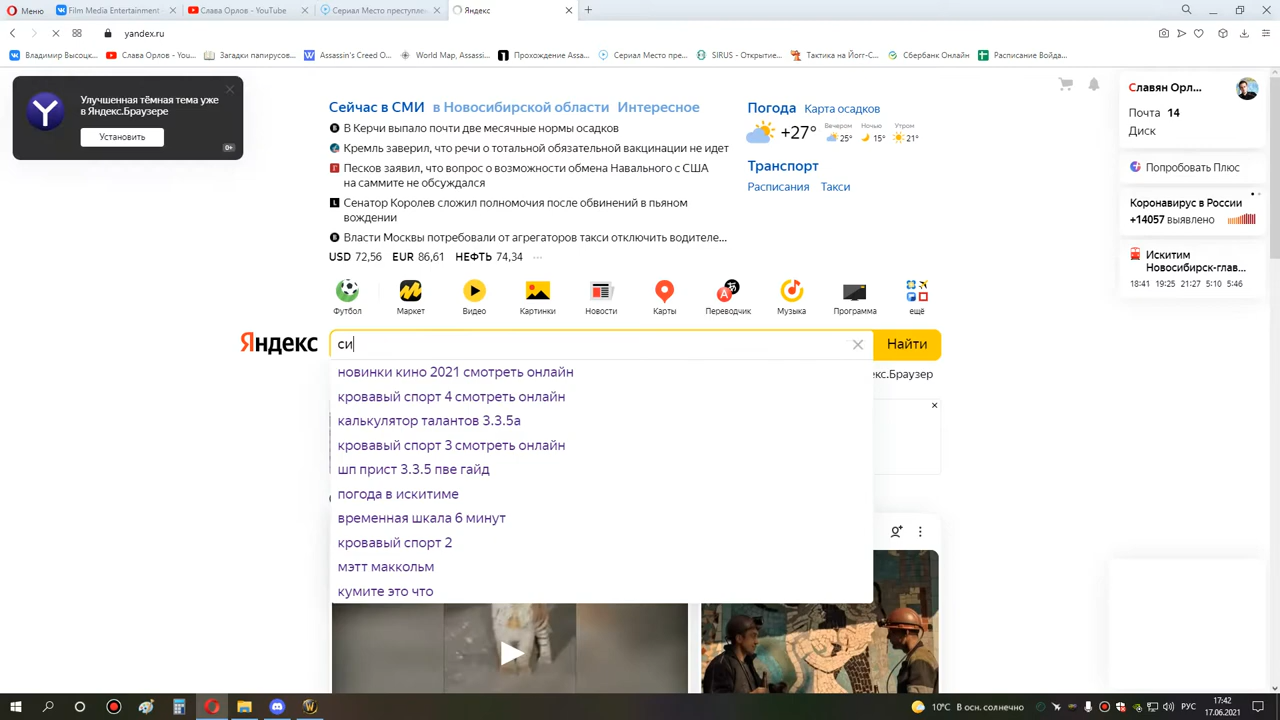 Меню
Film Media Entertainment
Слава Орлов - YouTube
Сериал Место преступлен
Яндекс
yandex.ru
Владимир Высоцк...
Слава Орлов - You...
Загадки папирусов...
Assassin's Creed O...
World Map, Assassi...
Прохождение Assa...
Сериал Место пре...
SIRUS - Открытие...
Тактика на Йогг-С...
Сбербанк Онлайн
Расписание Войда...
Улучшенная тёмная тема уже
в Яндекс.Браузере
Установить
0+
Сейчас в СМИ в Новосибирской области Интересное
В Керчи выпало почти две месячные нормы осадков
Кремль заверил, что речи о тотальной обязательной вакцинации не идет
Песков заявил, что вопрос о возможности обмена Навального с США
на саммите не обсуждался
Сенатор Королев сложил полномочия после обвинений в пьяном
вождении
Власти Москвы потребовали от агрегаторов такси отключить водителе...
USD 72,56 EUR 86,61 НЕФТЬ 74,34 ...
Погода Карта осадков
+27°
Вечером
25°
Ночью
15°
Утром
21°
Транспорт
Расписания Такси
Славян Орл...
Почта 14
Диск
Попробовать Плюс
Коронавирус в России
+14057 выявлено
Искитим
Новосибирск-глав...
18:41 19:25 21:27 5:10 5:46
Футбол
Маркет
Видео
Картинки
Новости
Карты
Переводчик
Музыка
Программа
ещё
Яндекс
си
Найти
кс.Браузер
новинки кино 2021 смотреть онлайн
кровавый спорт 4 смотреть онлайн
калькулятор талантов 3.3.5а
кровавый спорт 3 смотреть онлайн
шп прист 3.3.5 пве гайд
погода в искитиме
временная шкала 6 минут
кровавый спорт 2
мэтт маккольм
кумите это что
10°C В осн. солнечно
РУС
17:42
17.06.2021